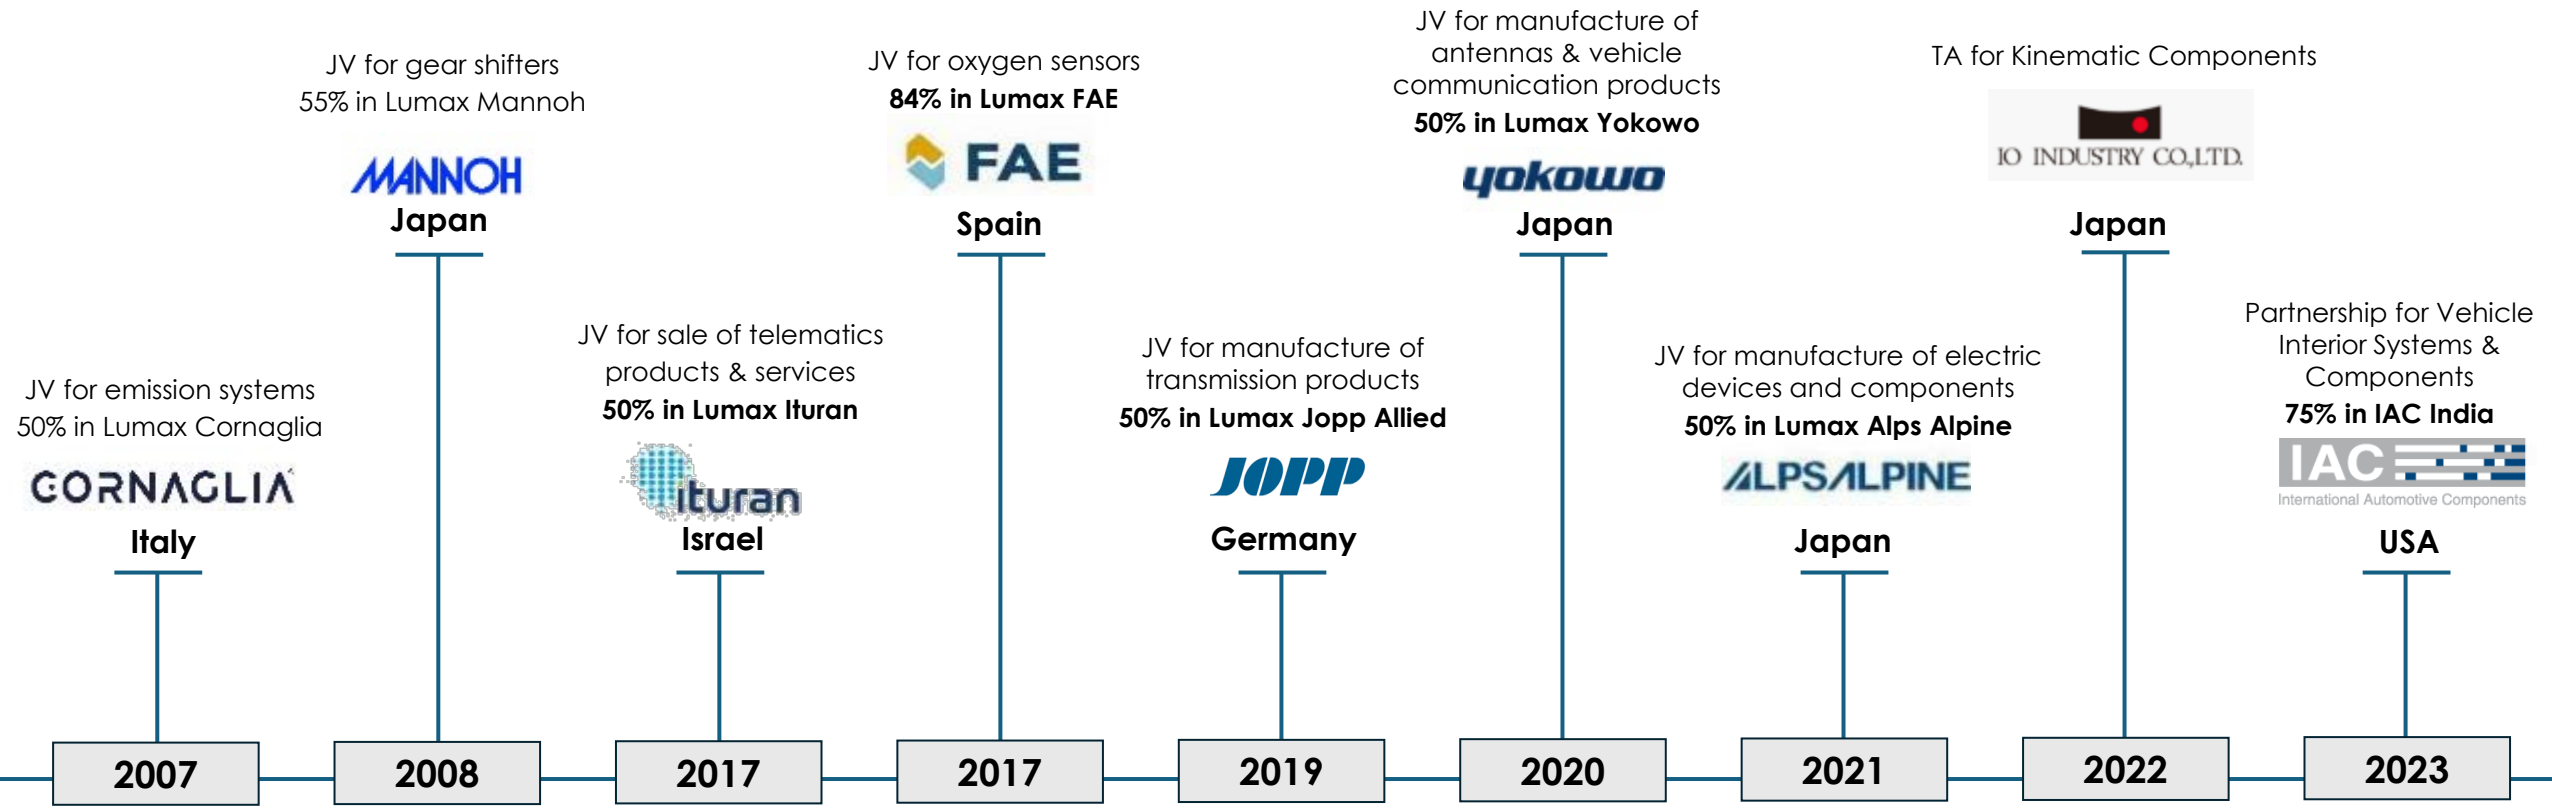 JV for emission systems
50% in Lumax Cornaglia
CORNAGLIA
Italy
2007
JV for gear shifters
55% in Lumax Mannoh
MANNOH
Japan
2008
JV for sale of telematics
products & services
50% in Lumax Ituran
ituran
Israel
2017
JV for oxygen sensors
84% in Lumax FAE
FAE
Spain
2017
JV for manufacture of
transmission products
50% in Lumax Jopp Allied
JOPP
Germany
2019
JV for manufacture of
antennas & vehicle
communication products
50% in Lumax Yokowo
yokowo
Japan
2020
JV for manufacture of electric
devices and components
50% in Lumax Alps Alpine
ALPSALPINE
Japan
2021
TA for Kinematic Components
IO INDUSTRY CO.,LTD.
Japan
2022
Partnership for Vehicle
Interior Systems &
Components
75% in IAC India
IAC
International Automotive Components
USA
2023